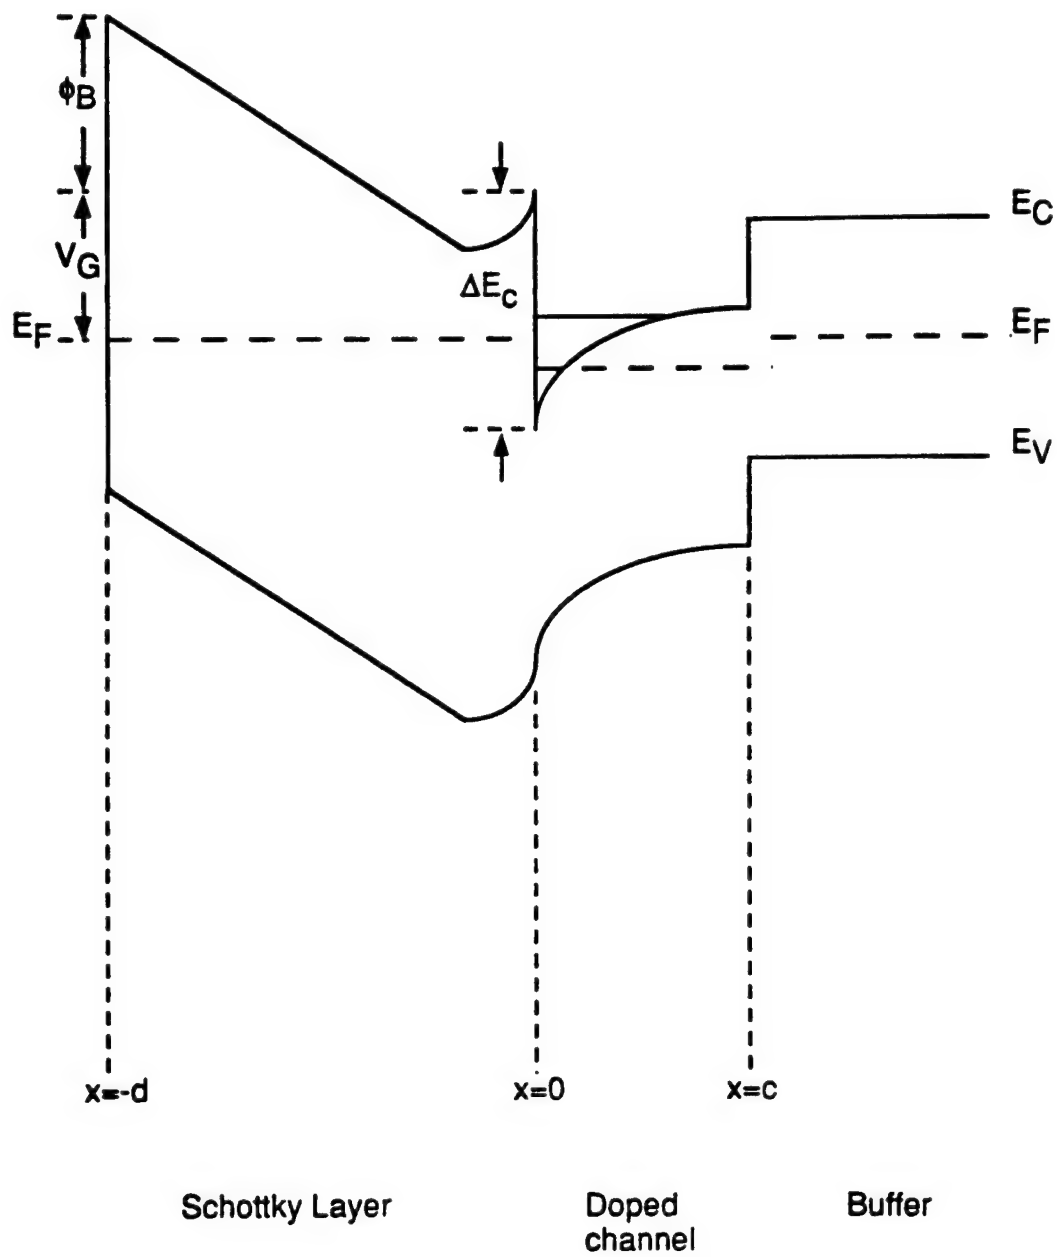 ϕB
VG
EF
ΔEc
EC
EF
EV
x=-d
x=0
x=c
Schottky Layer
Doped
channel
Buffer